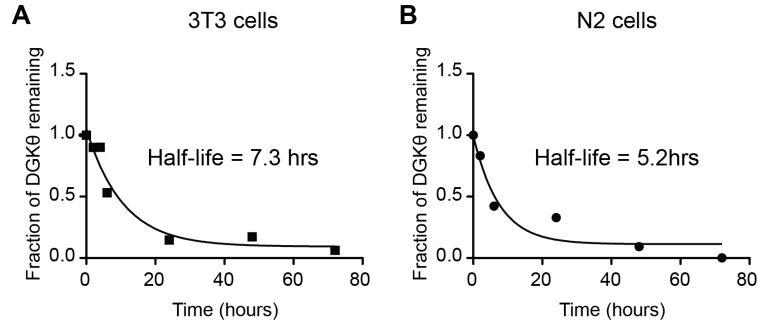 A
3T3 cells
Fraction of DGKθ remaining
1.5
1.0
0.5
0.0
Half-life = 7.3 hrs
0
20
40
60
80
Time (hours)
B
N2 cells
Fraction of DGKθ remaining
1.5
1.0
0.5
0.0
Half-life = 5.2hrs
0
20
40
60
80
Time (hours)